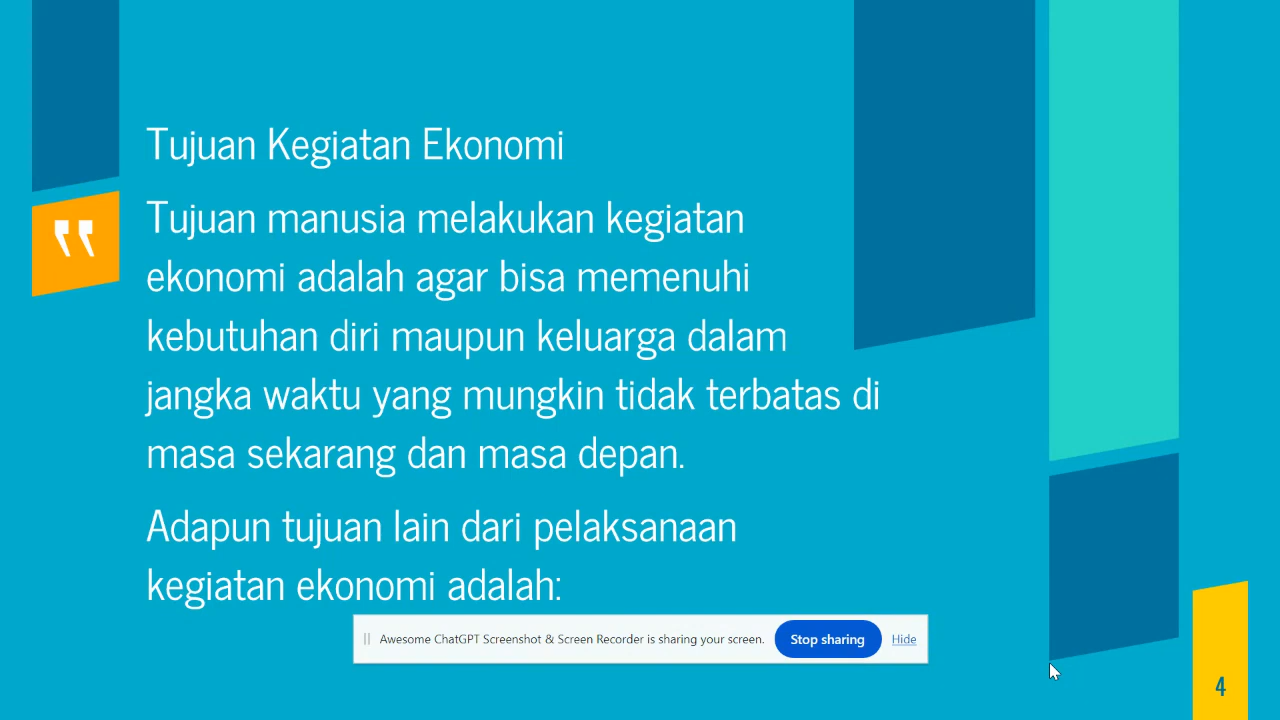 Tujuan Kegiatan Ekonomi
Tujuan manusia melakukan kegiatan
ekonomi adalah agar bisa memenuhi
kebutuhan diri maupun keluarga dalam
jangka waktu yang mungkin tidak terbatas di
masa sekarang dan masa depan.
Adapun tujuan lain dari pelaksanaan
kegiatan ekonomi adalah:
Awesome ChatGPT Screenshot & Screen Recorder is sharing your screen. Stop sharing Hide
4